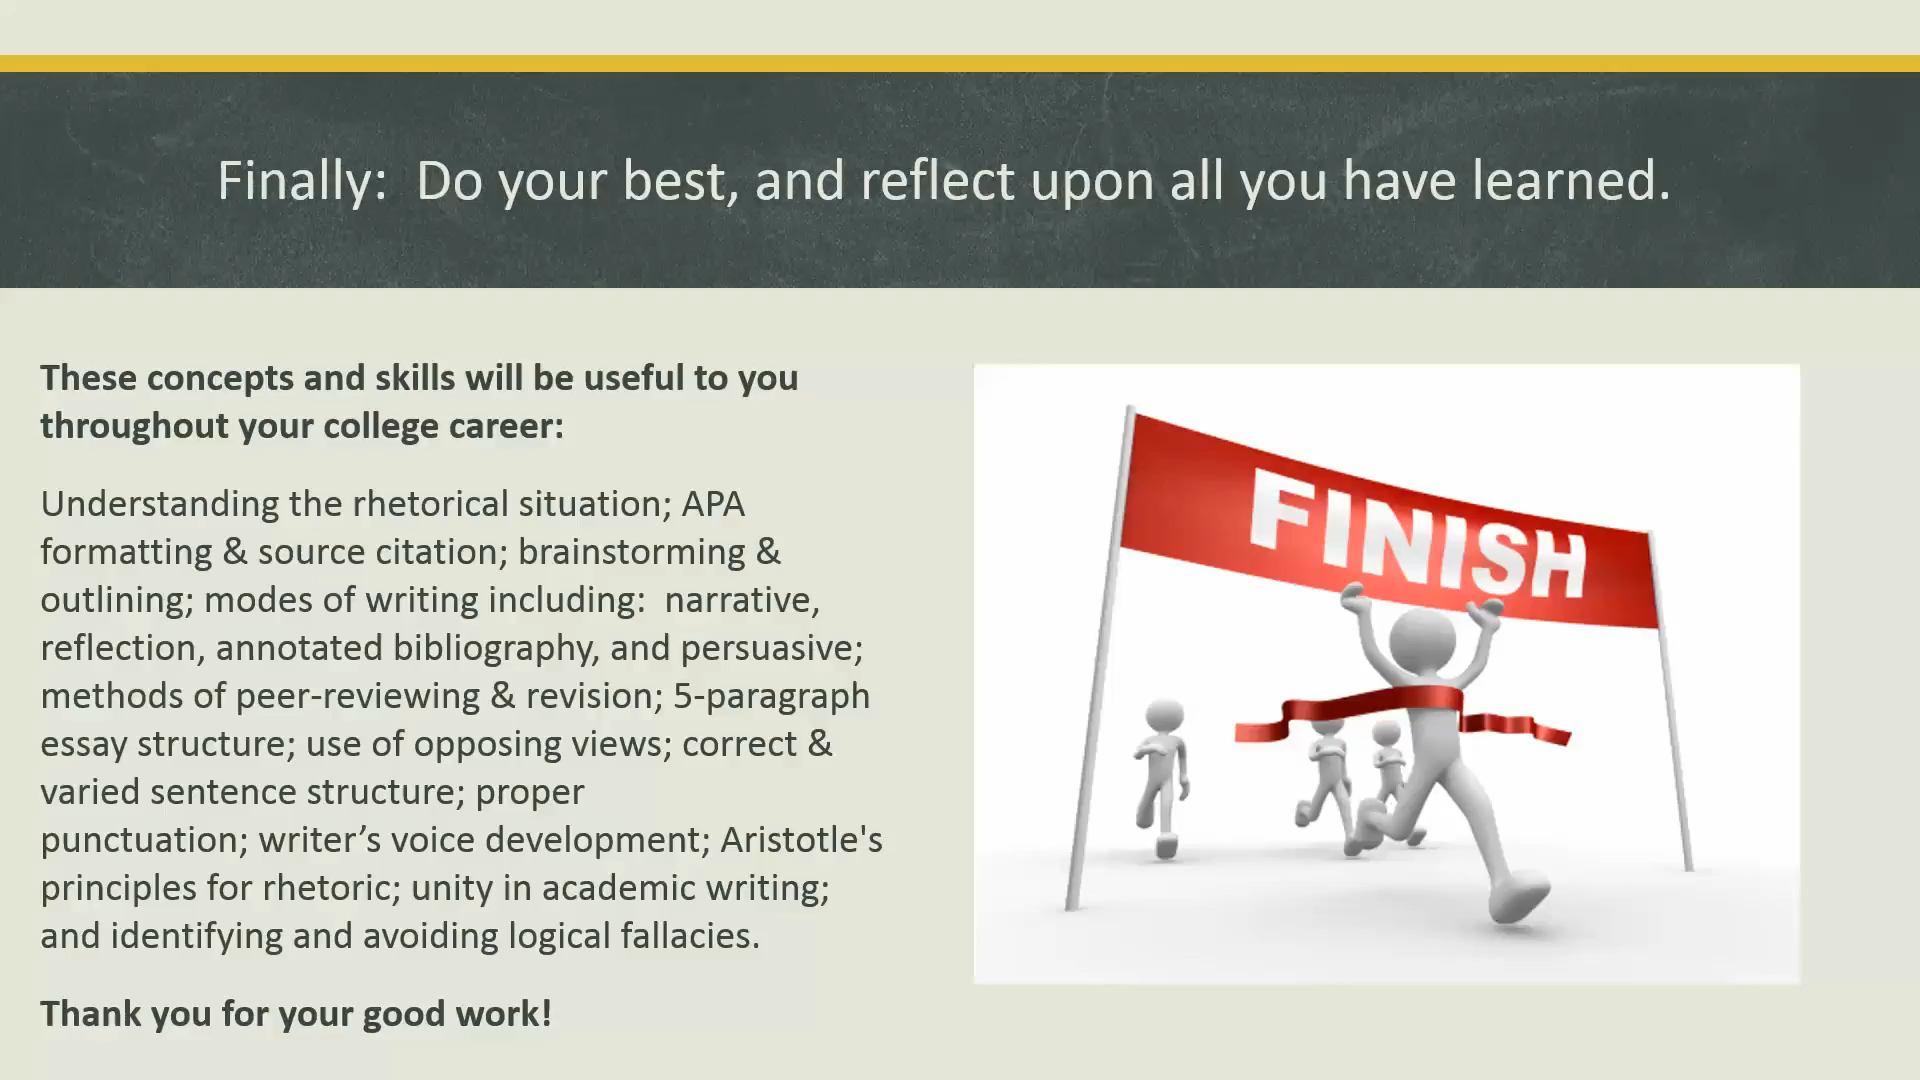 Finally:  Do your best, and reflect upon all you have learned.
These concepts and skills will be useful to you
throughout your college career:
Understanding the rhetorical situation; APA
formatting & source citation; brainstorming &
outlining; modes of writing including:  narrative,
reflection, annotated bibliography, and persuasive;
methods of peer-reviewing & revision; 5-paragraph
essay structure; use of opposing views; correct &
varied sentence structure; proper
punctuation; writer’s voice development; Aristotle's
principles for rhetoric; unity in academic writing;
and identifying and avoiding logical fallacies.
Thank you for your good work!
FINISH